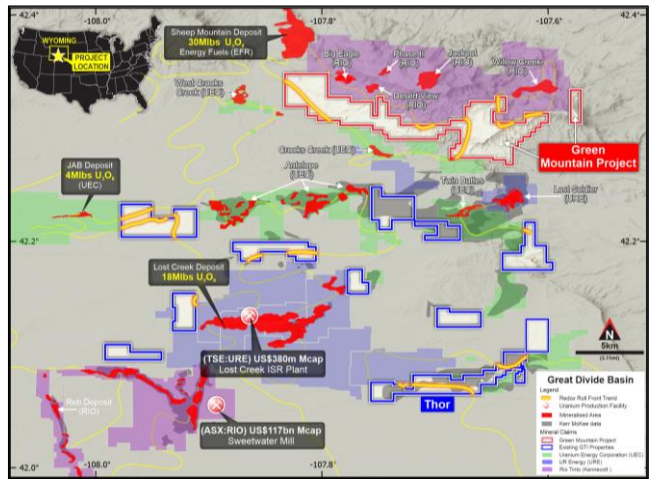 -108.0°
-107.8°
-107.6°
42.4°
42.4°
WYOMING
PROJECT
LOCATION
Sheep Mountain Deposit
30Mlbs U₃O₈
Energy Fuels (EFR)
Big Eagle
(RIO)
Phase II
(RIO)
Jackpot
(RIO)
Willow Creek
(RIO)
Desert View
(RIO)
West Crooks
Creek (UEC)
Crooks Creek (UEC)
Green
Mountain Project
JAB Deposit
4Mlbs U₃O₈
(UEC)
Antelope
(UEC)
Twin Buttes
(UEC)
Lost Soldier
(URE)
42.2°
42.2°
Lost Creek Deposit
18Mlbs U₃O₈
(TSE:URE) US$380m Mcap
Lost Creek ISR Plant
N
5km
Reb Deposit
(RIO)
(ASX:RIO) US$117bn Mcap
Sweetwater Mill
Thor
Great Divide Basin
Legend
Redox Roll Front Trend
Uranium Production Facility
Mineralised Area
Kerr McKee data
Mineral Claims
Green Mountain Project
Existing GTI Properties
Uranium Energy Corporation (UEC)
UR Energy (URE)
Rio Tinto (Kennecott)
42.0°
42.0°
-108.0°
-107.8°
-107.6°